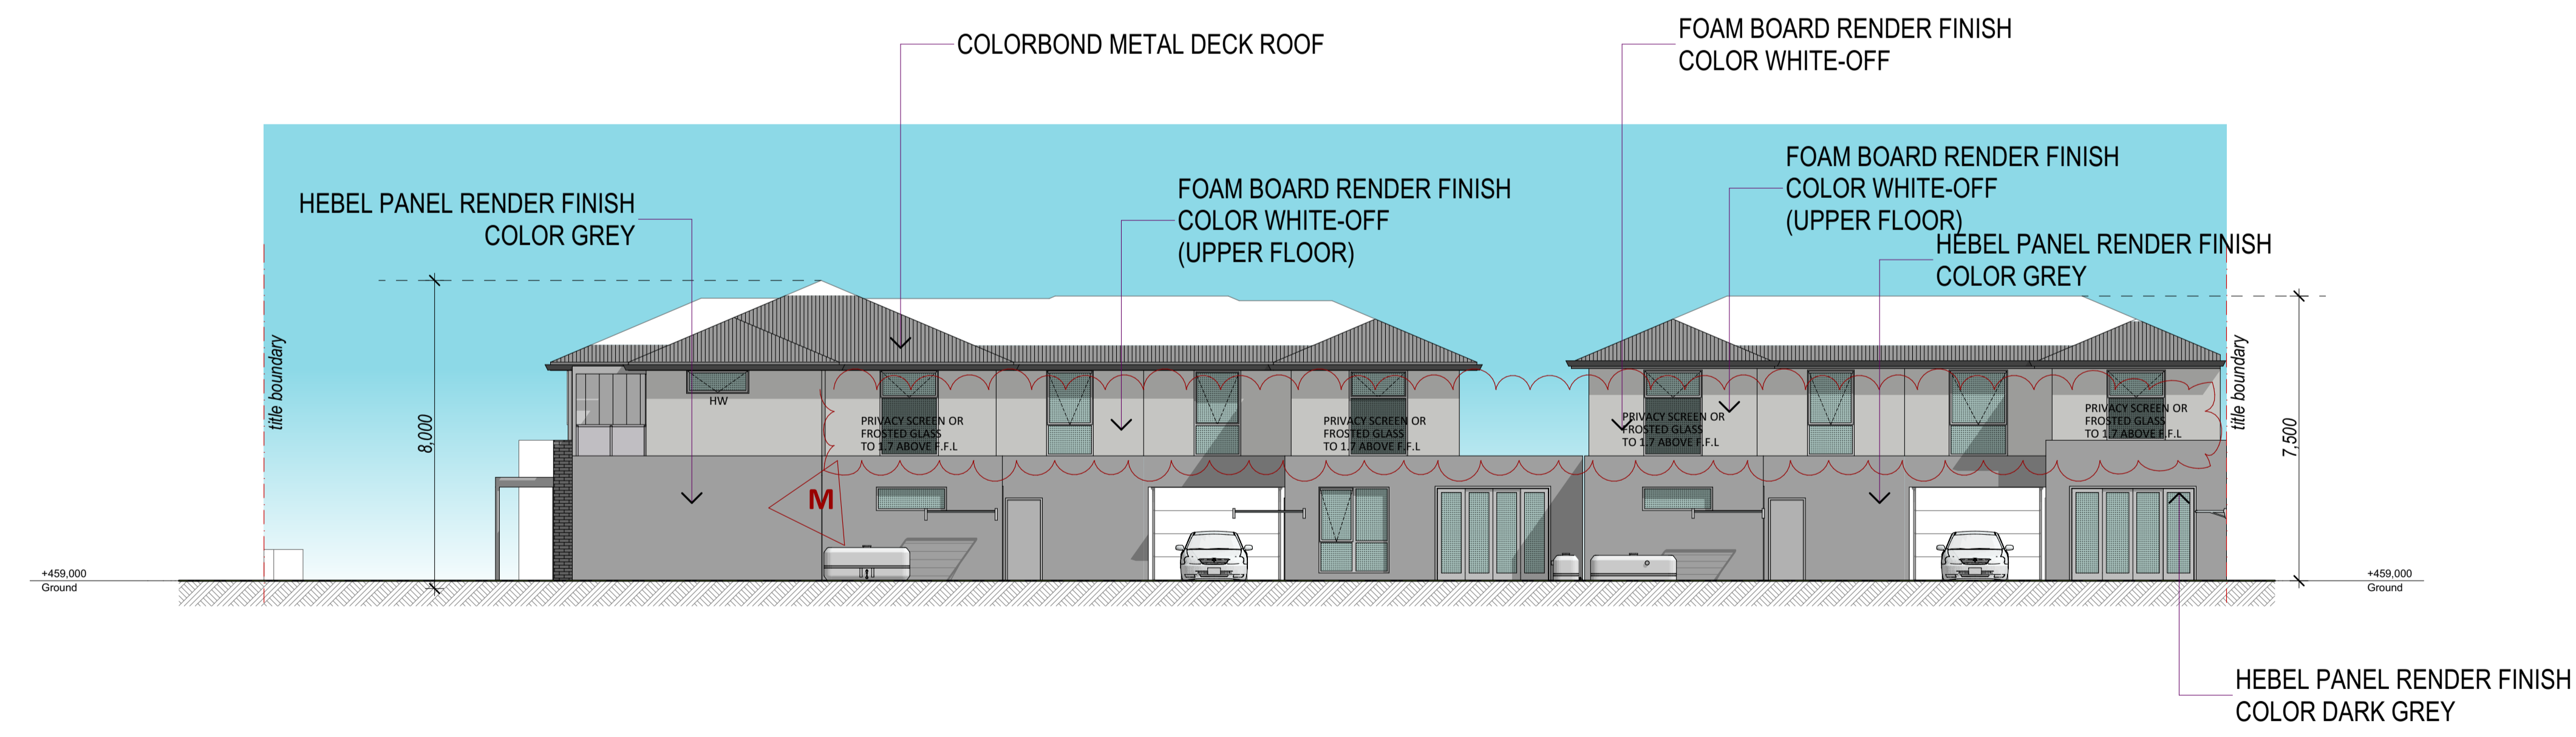 COLORBOND METAL DECK ROOF
FOAM BOARD RENDER FINISH
COLOR WHITE-OFF
FOAM BOARD RENDER FINISH
COLOR WHITE-OFF
(UPPER FLOOR)
HEBEL PANEL RENDER FINISH
COLOR GREY
FOAM BOARD RENDER FINISH
COLOR WHITE-OFF
(UPPER FLOOR)
HEBEL PANEL RENDER FINISH
COLOR GREY
title boundary
8,000
HW
PRIVACY SCREEN OR
FROSTED GLASS
TO 1.7 ABOVE F.F.L
PRIVACY SCREEN OR
FROSTED GLASS
TO 1.7 ABOVE F.F.L
PRIVACY SCREEN OR
FROSTED GLASS
TO 1.7 ABOVE F.F.L
PRIVACY SCREEN OR
FROSTED GLASS
TO 1.7 ABOVE F.F.L
title boundary
7,500
M
+459,000
Ground
+459,000
Ground
HEBEL PANEL RENDER FINISH
COLOR DARK GREY